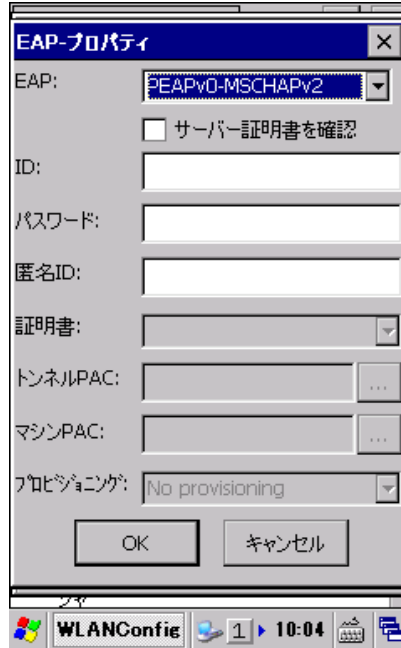 EAP-プロパティ
EAP:
PEAPv0-MSCHAPv2
サーバー証明書を確認
ID:
パスワード:
匿名ID:
証明書:
トンネルPAC:
...
マシンPAC:
...
プロビジョニング:
No provisioning
OK
キャンセル
WLANConfig
1
10:04